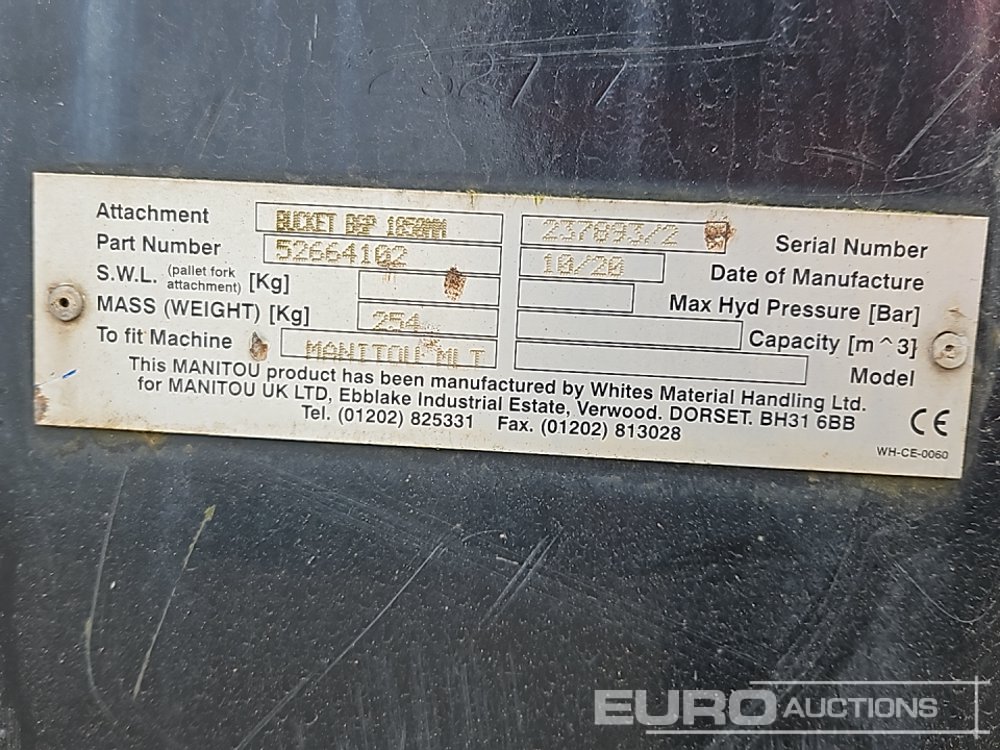 Attachment BUCKET BGP 1850MM 237893/2 Serial Number
Part Number 52664102 10/20 Date of Manufacture
S.W.L. (pallet fork attachment) [Kg] Max Hyd Pressure [Bar]
MASS (WEIGHT) [Kg] 254 Capacity [m^3]
To fit Machine MANITOU MLT Model
This MANITOU product has been manufactured by Whites Material Handling Ltd.
for MANITOU UK LTD, Ebblake Industrial Estate, Verwood. DORSET. BH31 6BB
Tel. (01202) 825331 Fax. (01202) 813028
CE
WH-CE-0060
EURO AUCTIONS